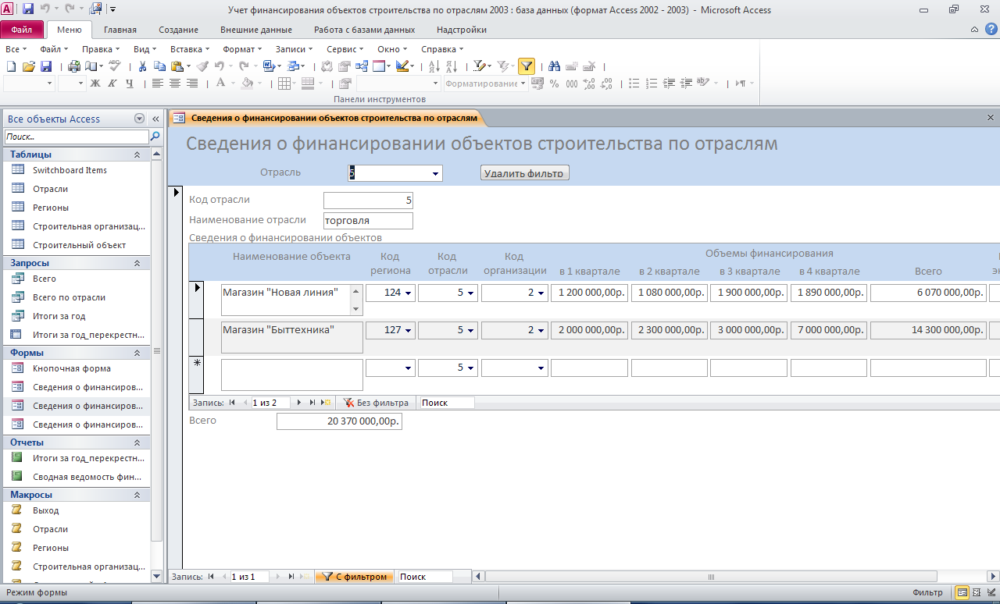 Учет финансирования объектов строительства по отраслям 2003 : база данных (формат Access 2002 - 2003) - Microsoft Access
Файл Меню Главная Создание Внешние данные Работа с базами данных Надстройки
Все Файл Правка Вид Вставка Формат Записи Сервис Окно Справка
Ж К Ч А Форматирование % 000
Панели инструментов
Все объекты Access
Поиск...
Таблицы
Switchboard Items
Отрасли
Регионы
Строительная организац...
Строительный объект
Запросы
Всего
Всего по отрасли
Итоги за год
Итоги за год_перекрестн...
Формы
Кнопочная форма
Сведения о финансиров...
Сведения о финансиров...
Сведения о финансиров...
Отчеты
Итоги за год_перекрестн...
Сводная ведомость фин...
Макросы
Выход
Отрасли
Регионы
Строительная организац...
Сведения о финансировании объектов строительства по отраслям
Сведения о финансировании объектов строительства по отраслям
Отрасль 5 Удалить фильтр
Код отрасли 5
Наименование отрасли торговля
Сведения о финансировании объектов
Наименование объекта Код региона Код отрасли Код организации Объемы финансирования
в 1 квартале в 2 квартале в 3 квартале в 4 квартале Всего
Магазин "Новая линия" 124 5 2 1 200 000,00р. 1 080 000,00р. 1 900 000,00р. 1 890 000,00р. 6 070 000,00р.
Магазин "Быттехника" 127 5 2 2 000 000,00р. 2 300 000,00р. 3 000 000,00р. 7 000 000,00р. 14 300 000,00р.
5
Запись: 1 из 2 Без фильтра Поиск
Всего 20 370 000,00р.
Запись: 1 из 1 С фильтром Поиск
Режим формы Фильтр